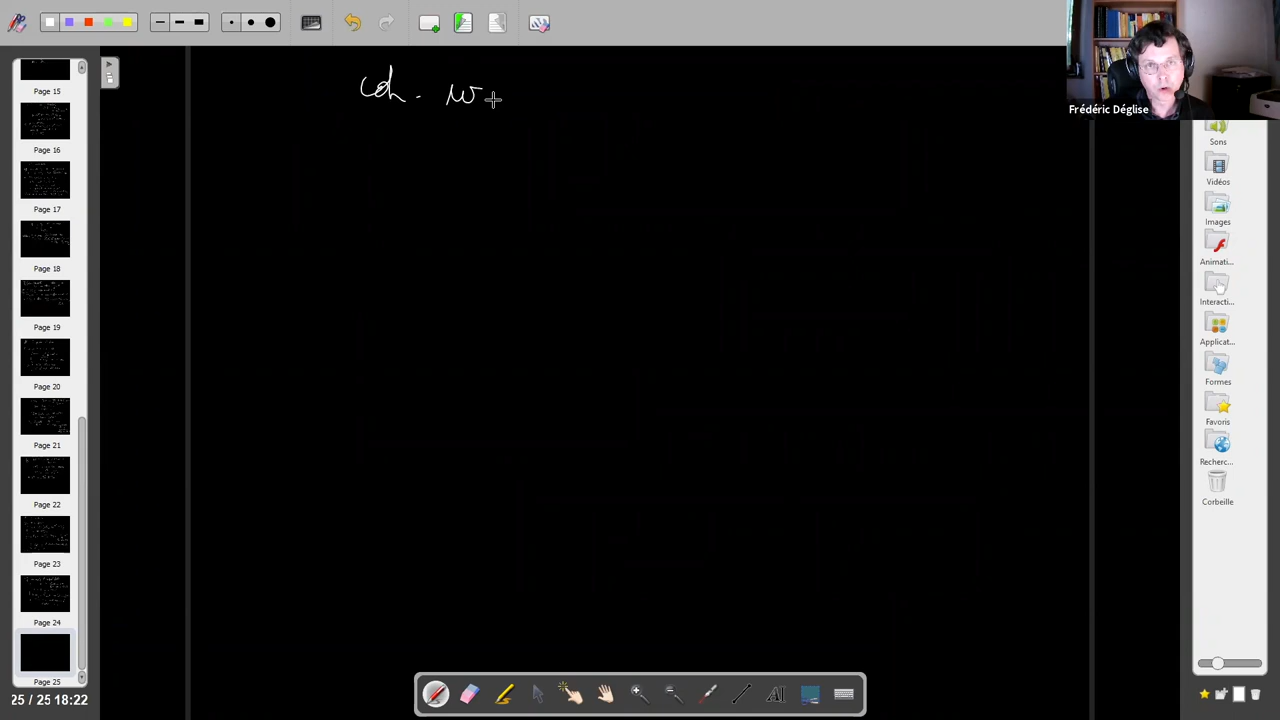 coh. w
Frédéric Déglise
Page 15
Page 16
Page 17
Page 18
Page 19
Page 20
Page 21
Page 22
Page 23
Page 24
Page 25
25 / 25 18:22
Sons
Vidéos
Images
Animati...
Interacti...
Applicat...
Formes
Favoris
Recherc...
Corbeille
AI